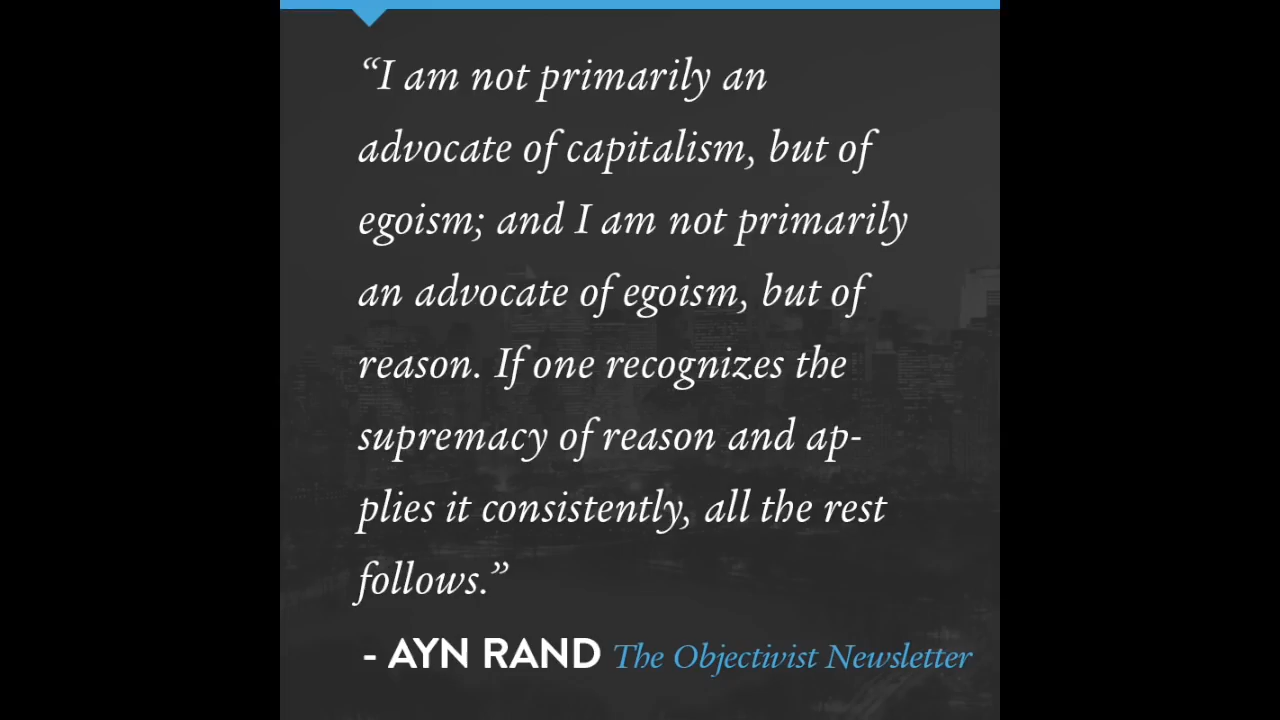 “I am not primarily an
advocate of capitalism, but of
egoism; and I am not primarily
an advocate of egoism, but of
reason. If one recognizes the
supremacy of reason and ap-
plies it consistently, all the rest
follows.”
- AYN RAND The Objectivist Newsletter